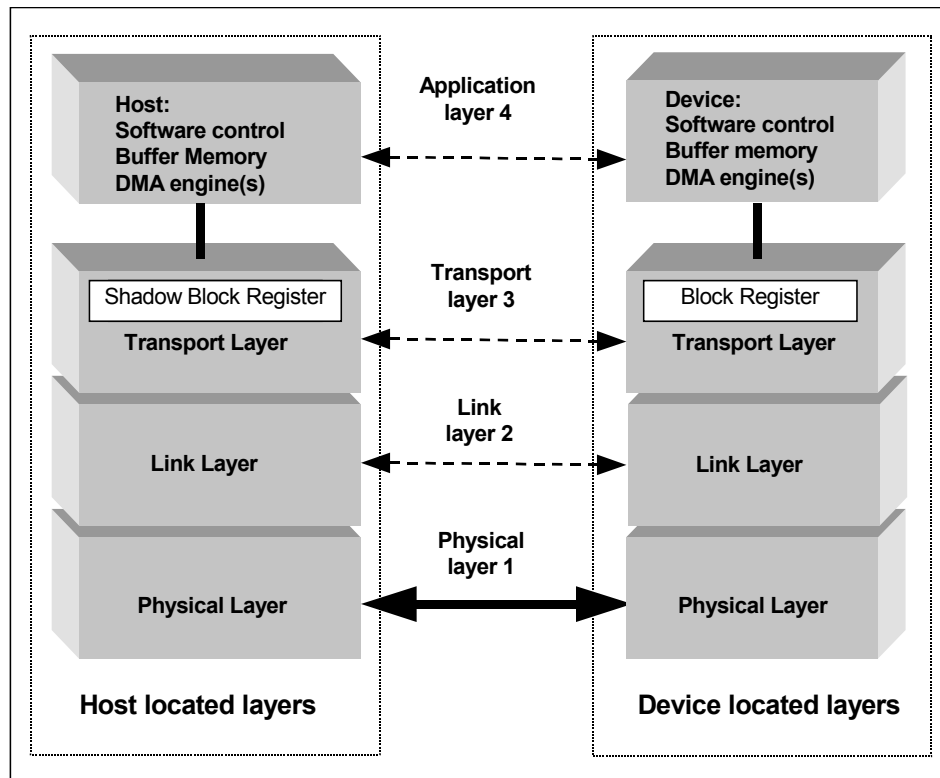 Host:
Software control
Buffer Memory
DMA engine(s)
Application
layer 4
Device:
Software control
Buffer memory
DMA engine(s)
Shadow Block Register
Transport Layer
Transport
layer 3
Block Register
Transport Layer
Link Layer
Link
layer 2
Link Layer
Physical Layer
Physical
layer 1
Physical Layer
Host located layers
Device located layers